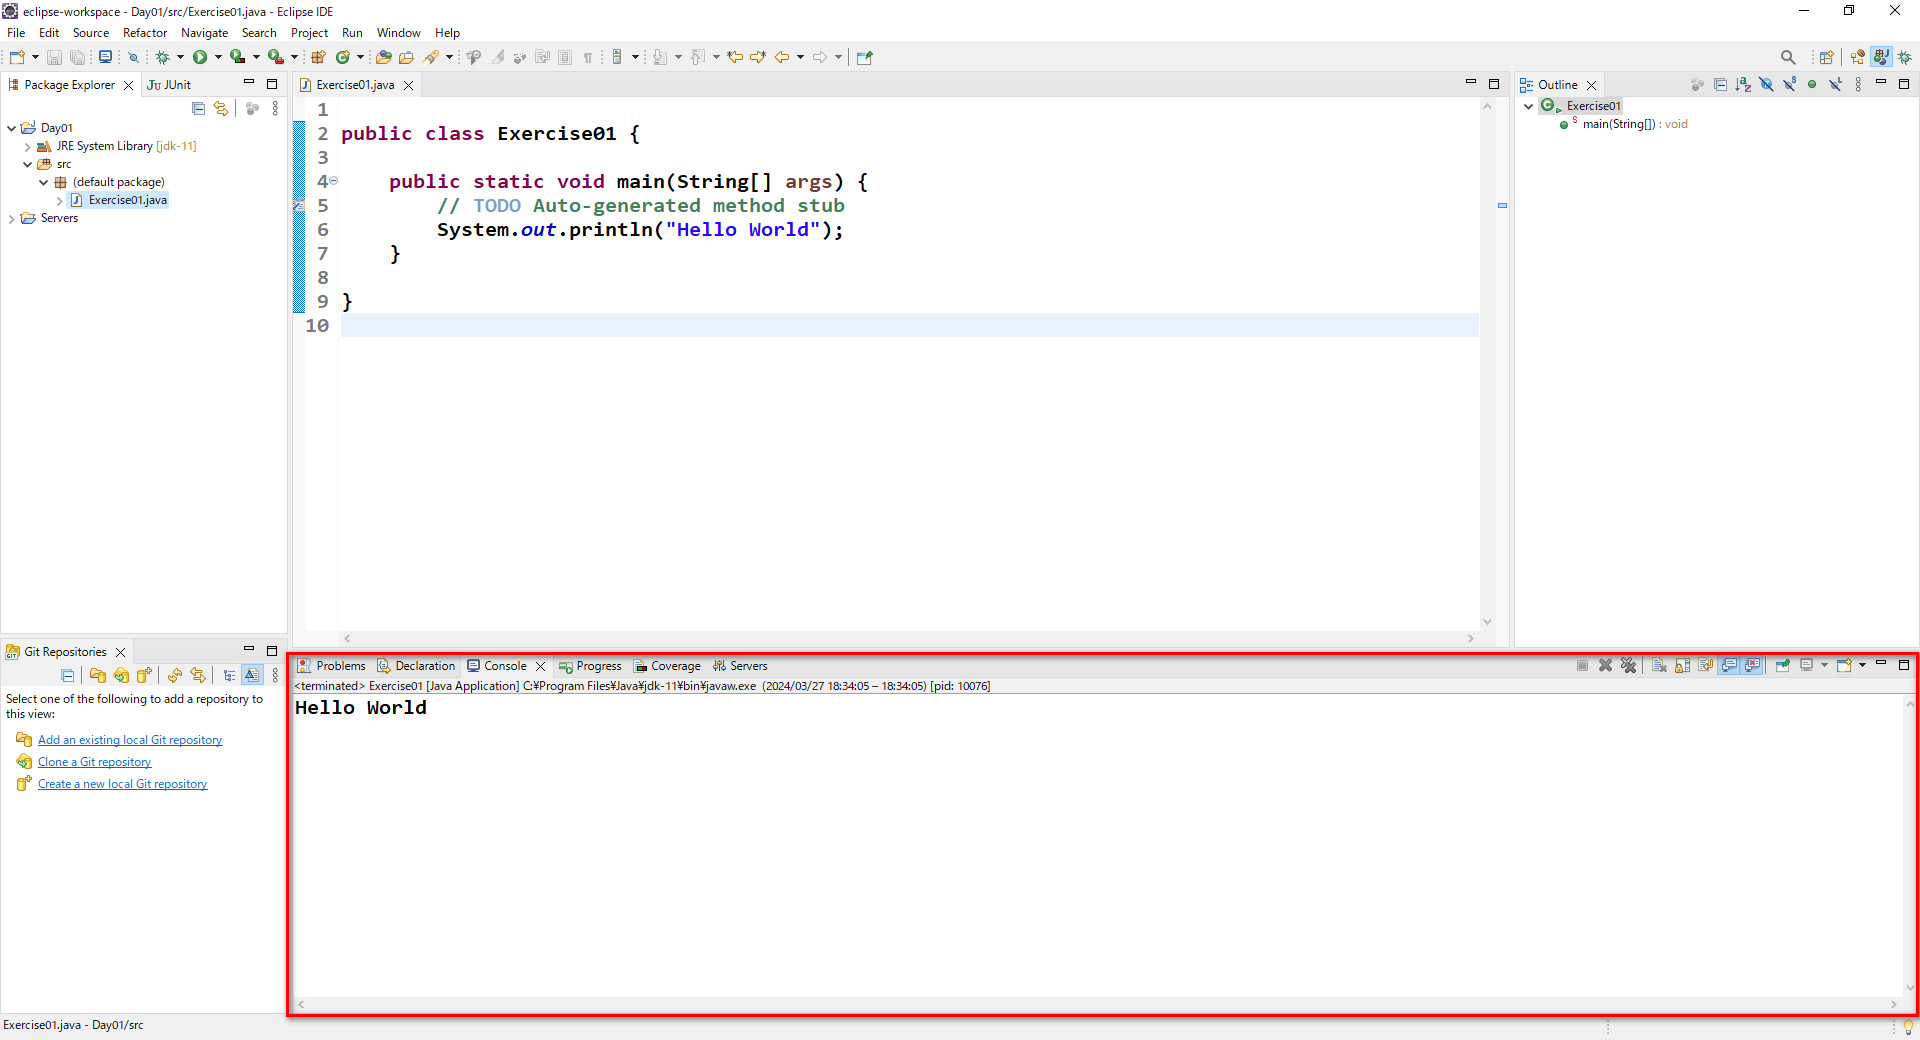 eclipse-workspace - Day01/src/Exercise01.java - Eclipse IDE
File Edit Source Refactor Navigate Search Project Run Window Help
Package Explorer
JUnit
Day01
JRE System Library [jdk-11]
src
(default package)
Exercise01.java
Servers
Exercise01.java
1
2 public class Exercise01 {
3
4 public static void main(String[] args) {
5 // TODO Auto-generated method stub
6 System.out.println("Hello World");
7 }
8
9 }
10
Outline
Exercise01
main(String[]) : void
Git Repositories
Select one of the following to add a repository to
this view:
Add an existing local Git repository
Clone a Git repository
Create a new local Git repository
Problems Declaration Console Progress Coverage Servers
<terminated> Exercise01 [Java Application] C:¥Program Files¥Java¥jdk-11¥bin¥javaw.exe (2024/03/27 18:34:05 – 18:34:05) [pid: 10076]
Hello World
Exercise01.java - Day01/src